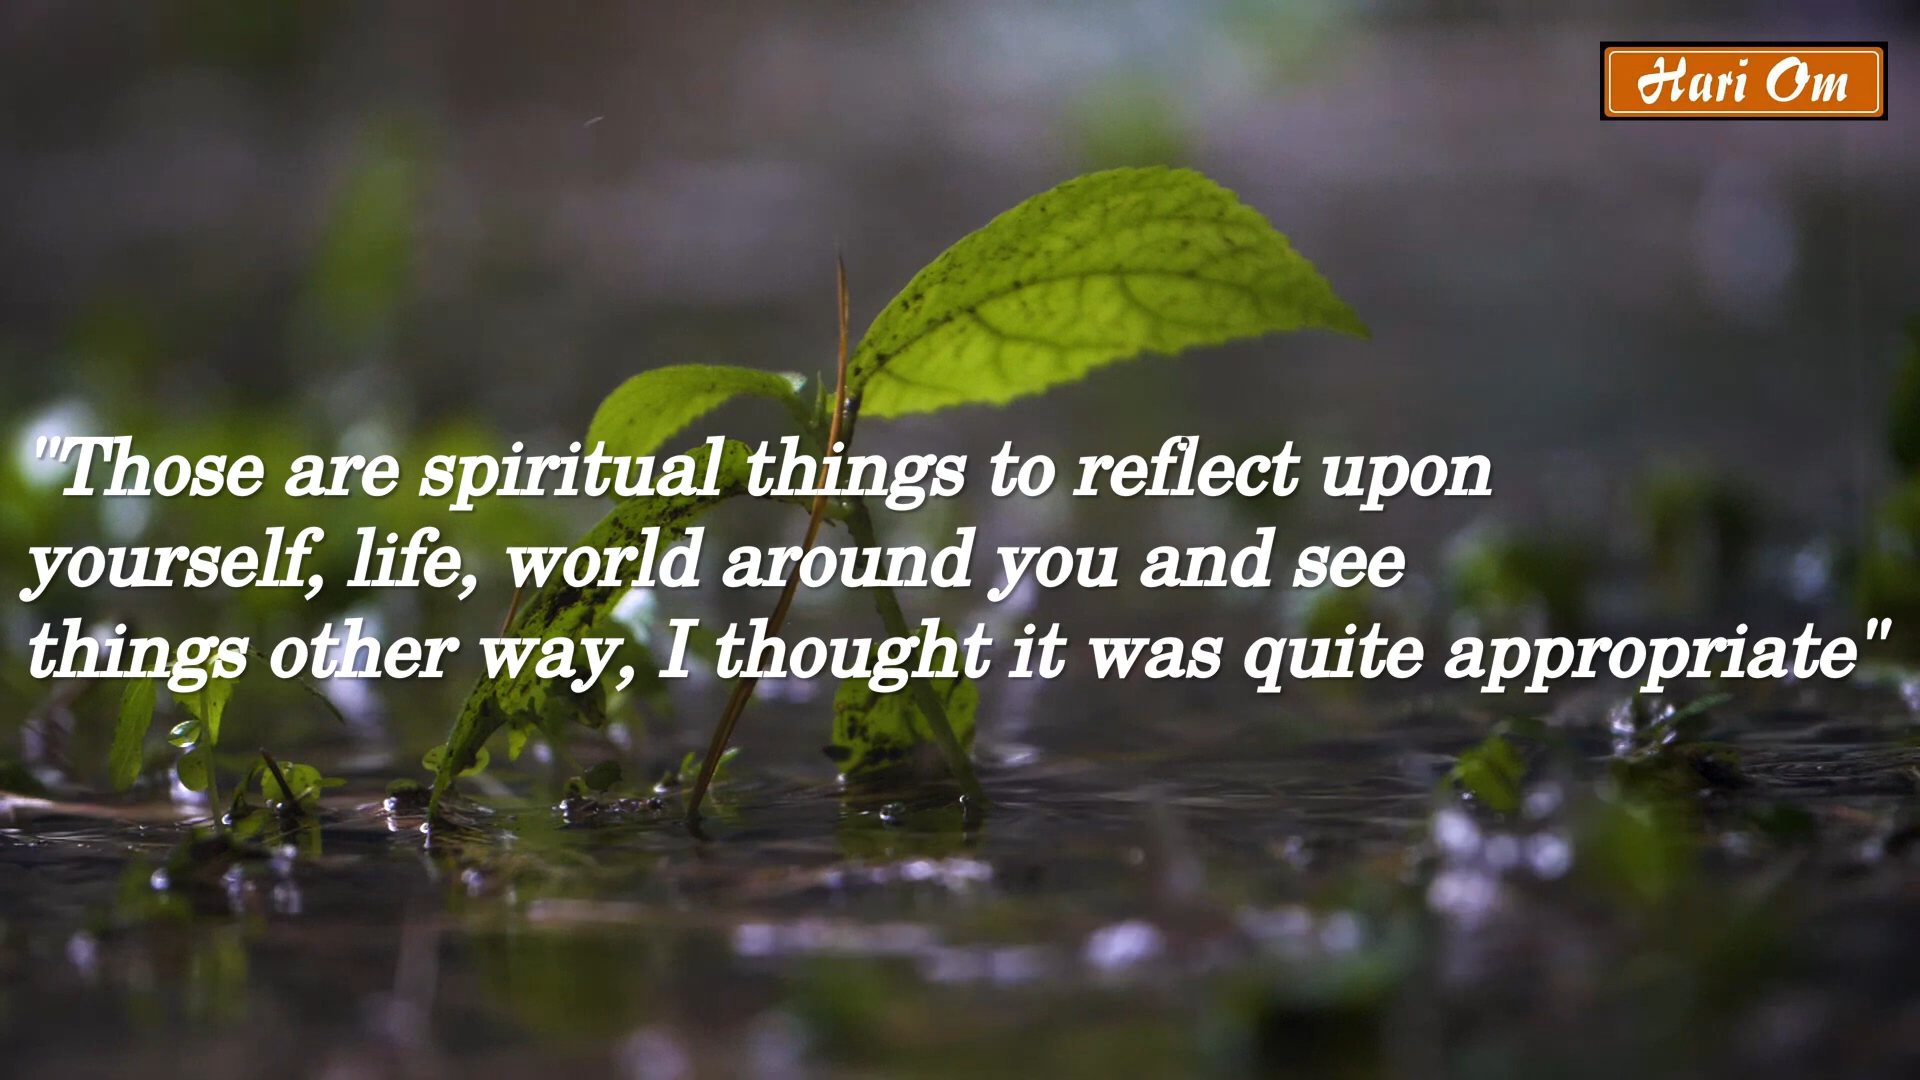 Hari Om
"Those are spiritual things to reflect upon
yourself, life, world around you and see
things other way, I thought it was quite appropriate"